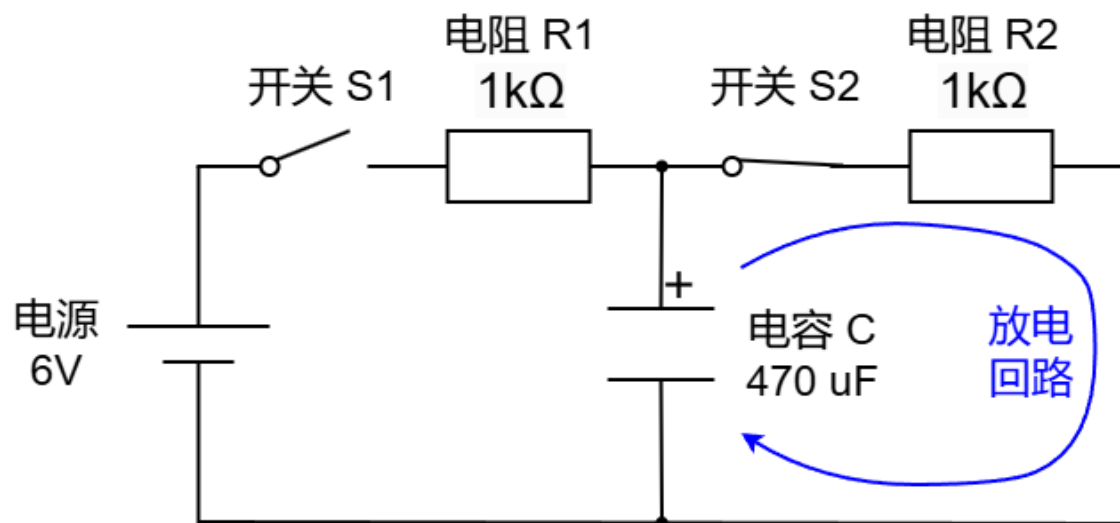 电阻 R1
1kΩ
开关 S1
电阻 R2
1kΩ
开关 S2
电源
6V
+
电容 C
470 uF
放电
回路